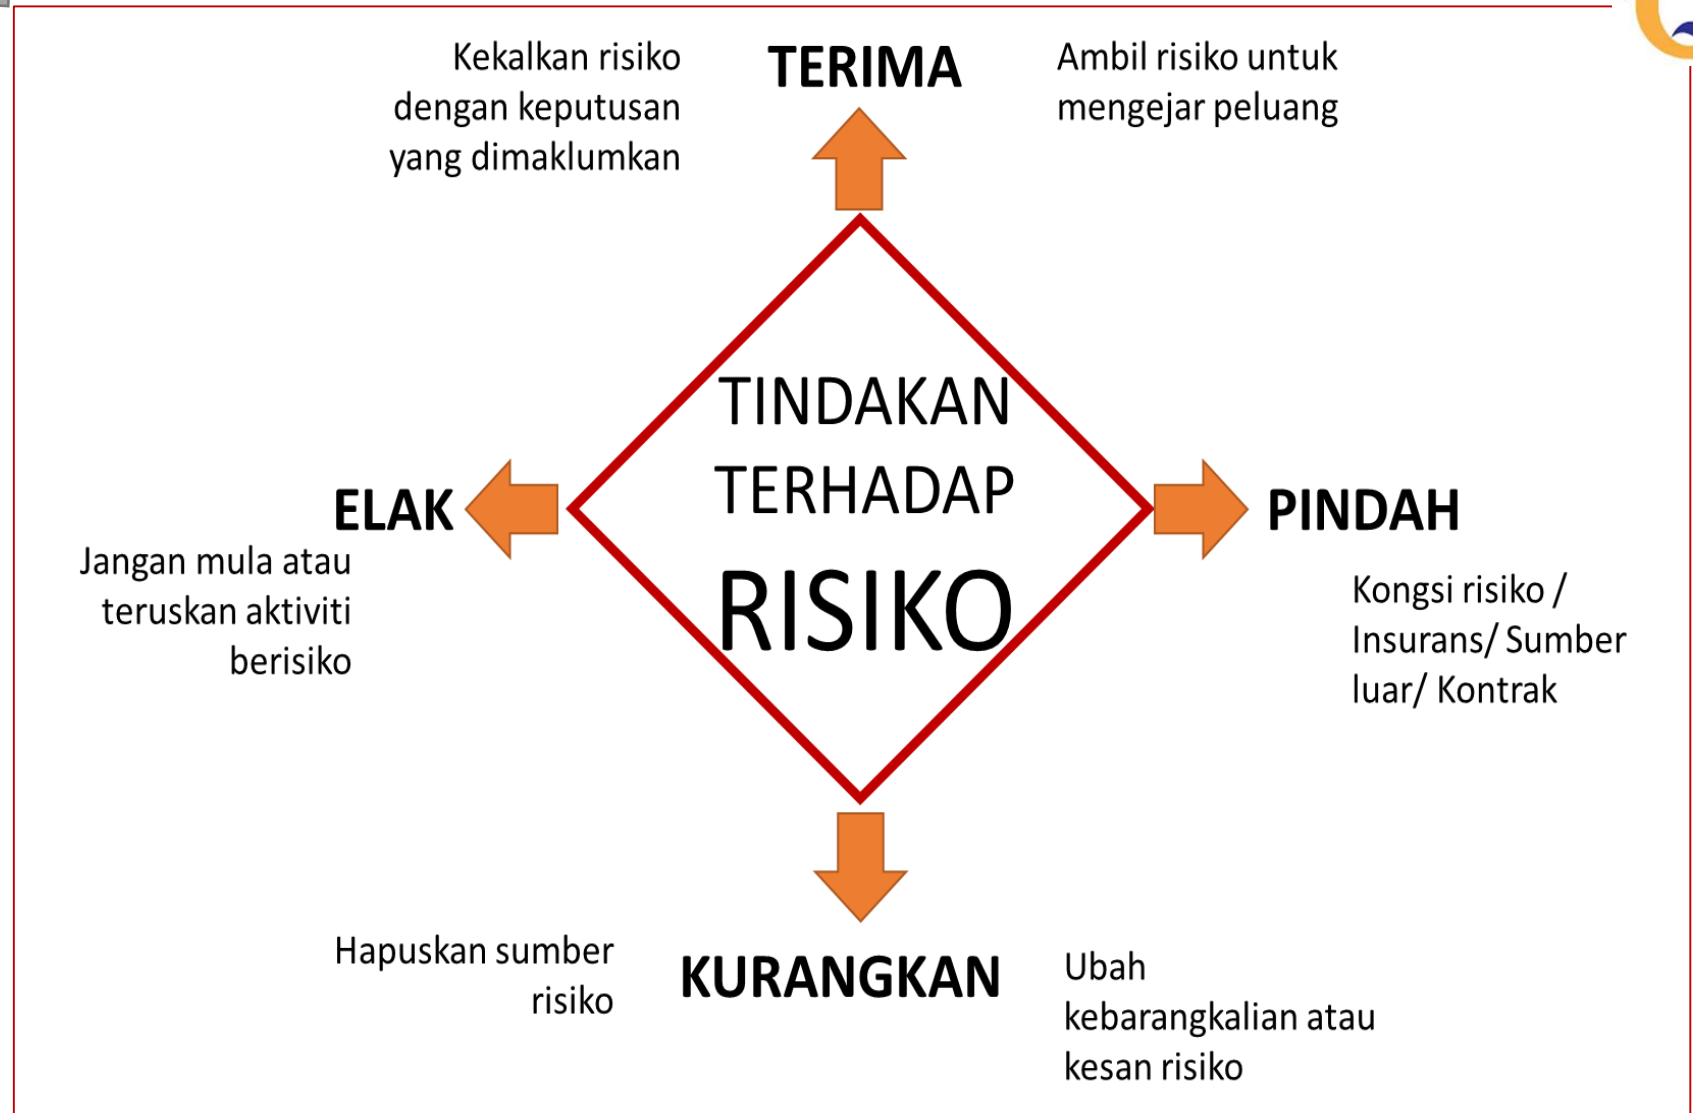 Kekalkan risiko
dengan keputusan
yang dimaklumkan
TERIMA
Ambil risiko untuk
mengejar peluang
TINDAKAN
TERHADAP
RISIKO
ELAK
Jangan mula atau
teruskan aktiviti
berisiko
PINDAH
Kongsi risiko /
Insurans/ Sumber
luar/ Kontrak
Hapuskan sumber
risiko
KURANGKAN
Ubah
kebarangkalian atau
kesan risiko